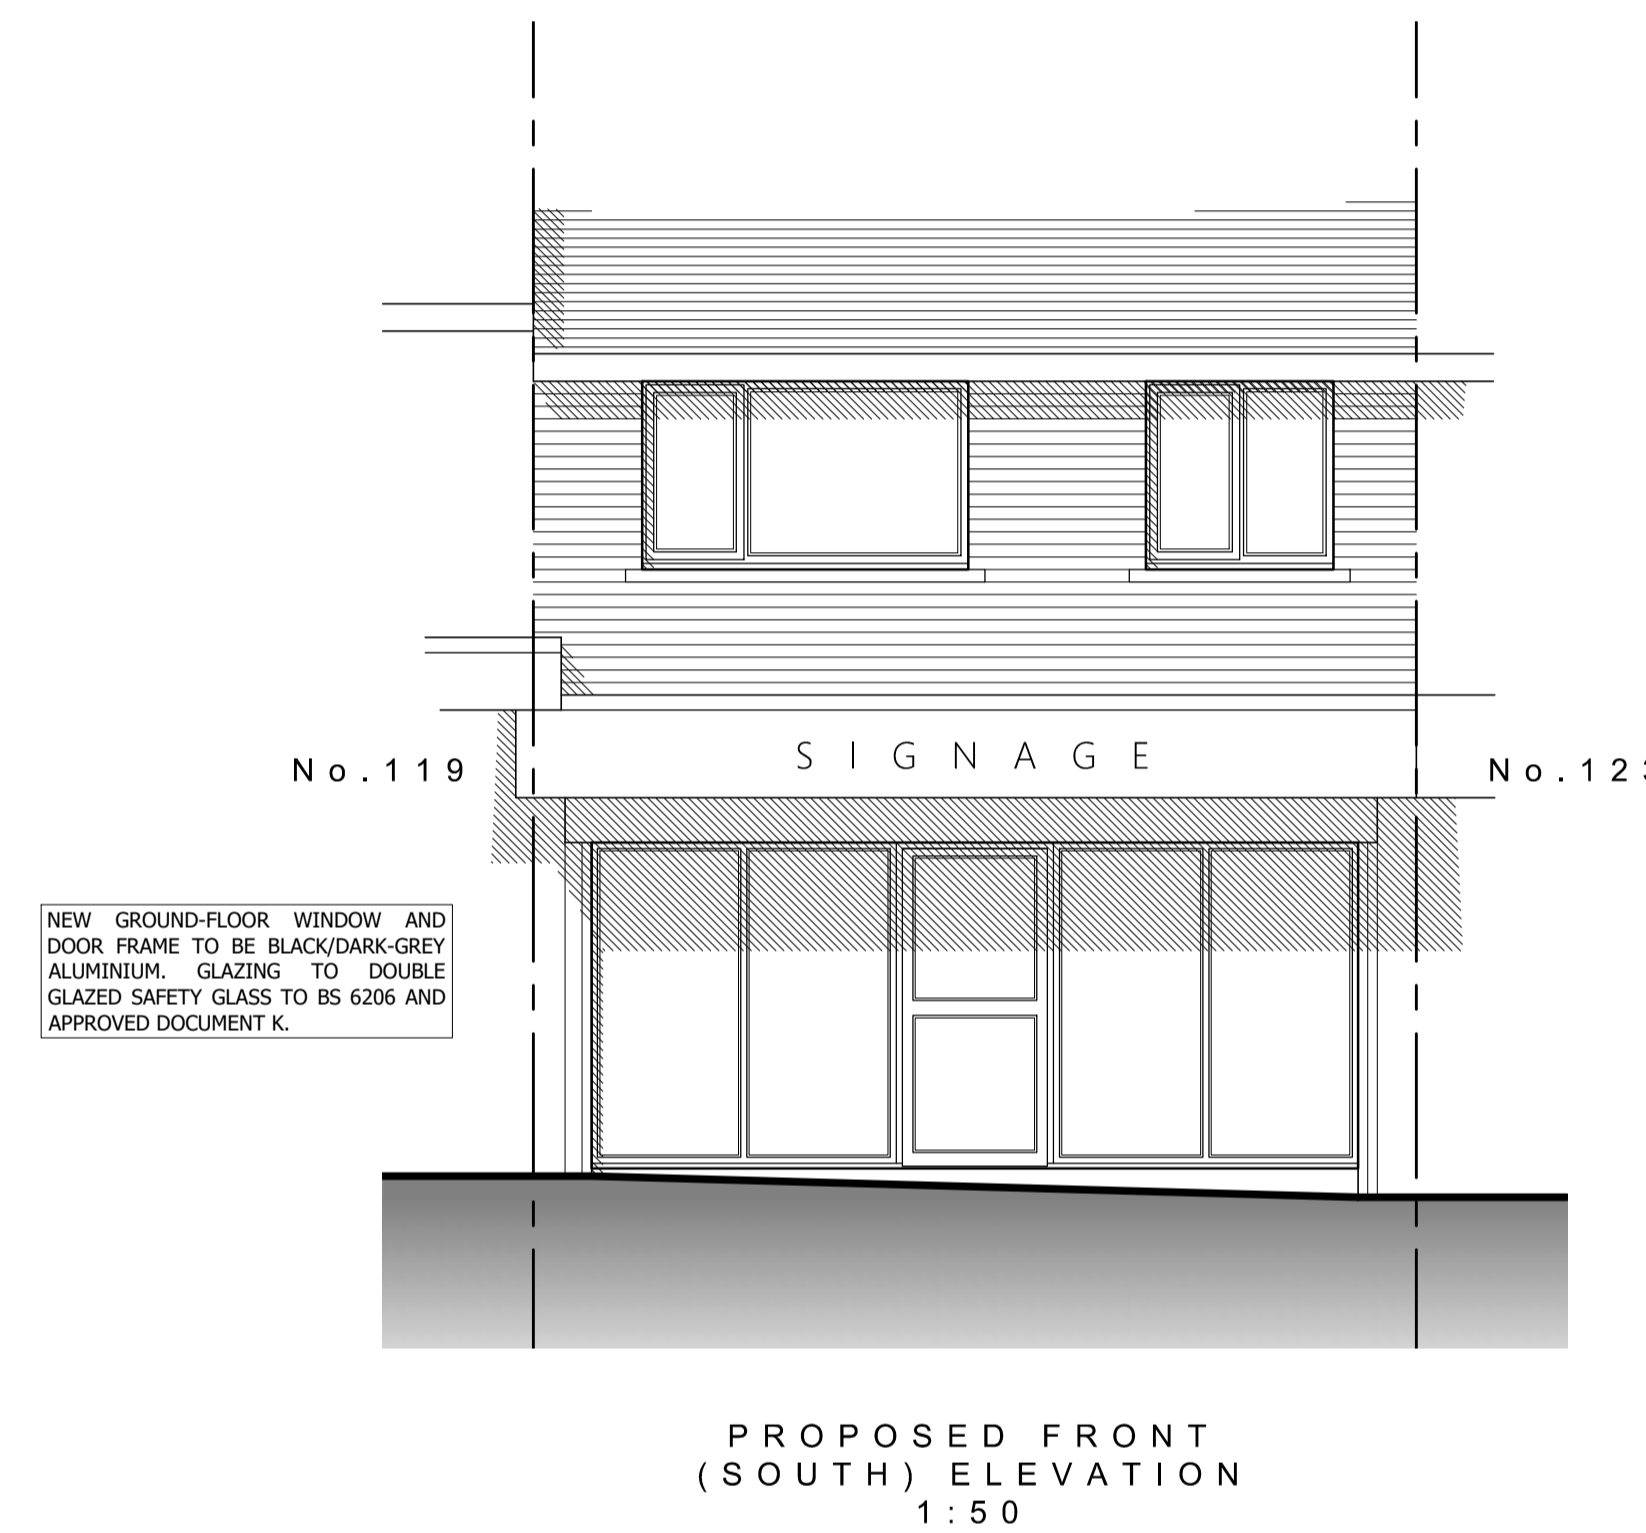 SIGNAGE
No.119
No.123
NEW GROUND-FLOOR WINDOW AND
DOOR FRAME TO BE BLACK/DARK-GREY
ALUMINIUM. GLAZING TO DOUBLE
GLAZED SAFETY GLASS TO BS 6206 AND
APPROVED DOCUMENT K.
PROPOSED FRONT
(SOUTH) ELEVATION
1:50